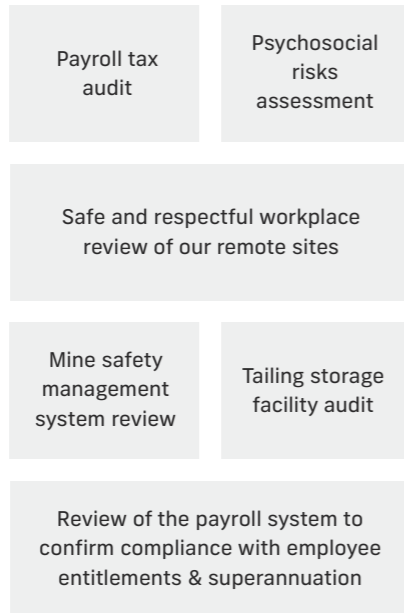 Payroll tax
audit
Psychosocial
risks
assessment
Safe and respectful workplace
review of our remote sites
Mine safety
management
system review
Tailing storage
facility audit
Review of the payroll system to
confirm compliance with employee
entitlements & superannuation